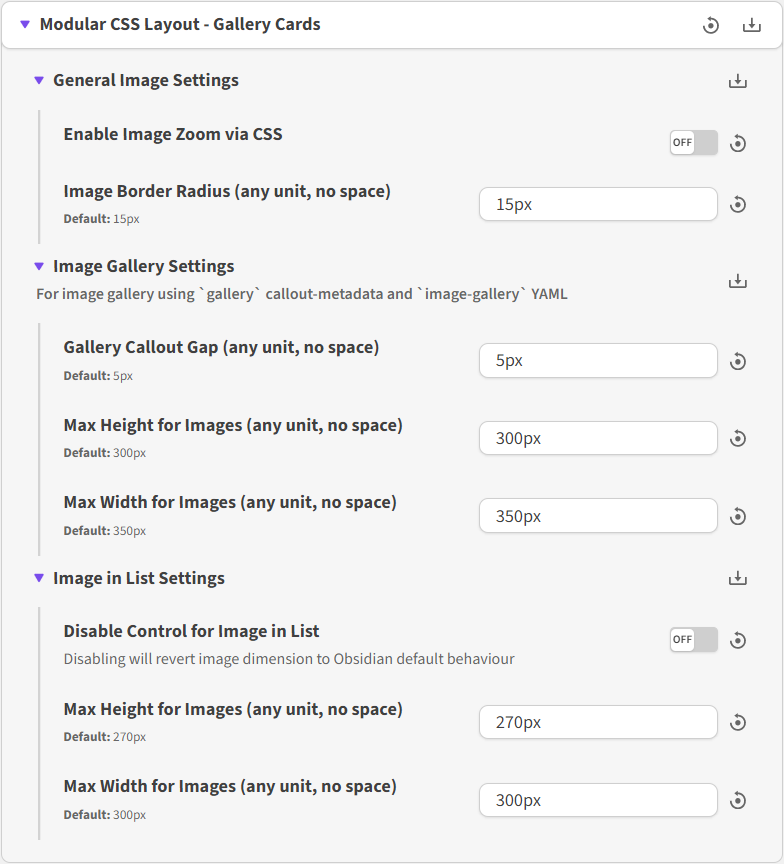 Modular CSS Layout - Gallery Cards
General Image Settings
Enable Image Zoom via CSS
OFF
Image Border Radius (any unit, no space)
15px
Default: 15px
Image Gallery Settings
For image gallery using `gallery` callout-metadata and `image-gallery` YAML
Gallery Callout Gap (any unit, no space)
5px
Default: 5px
Max Height for Images (any unit, no space)
300px
Default: 300px
Max Width for Images (any unit, no space)
350px
Default: 350px
Image in List Settings
Disable Control for Image in List
OFF
Disabling will revert image dimension to Obsidian default behaviour
Max Height for Images (any unit, no space)
270px
Default: 270px
Max Width for Images (any unit, no space)
300px
Default: 300px